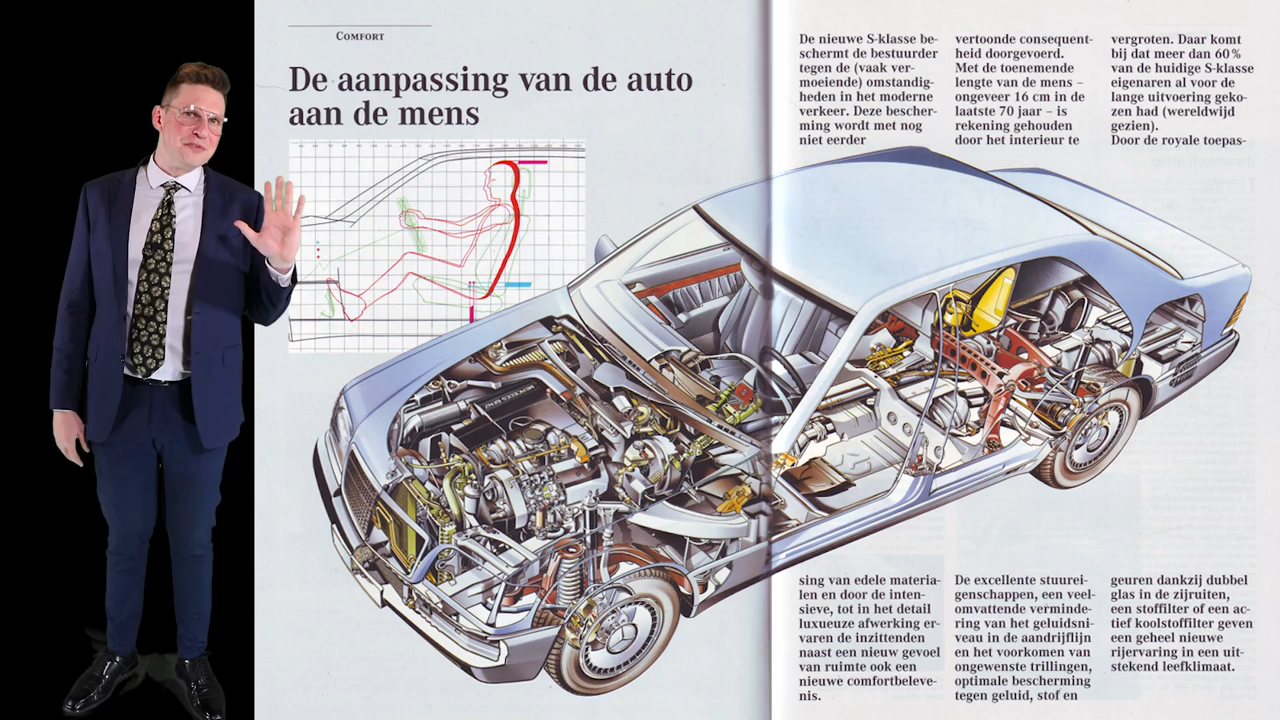 COMFORT
De aanpassing van de auto
aan de mens
De nieuwe S-klasse be-
schermt de bestuurder
tegen de (vaak ver-
moeiende) omstandig-
heden in het moderne
verkeer. Deze bescher-
ming wordt met nog
niet eerder
vertoonde consequent-
heid doorgevoerd.
Met de toenemende
lengte van de mens –
ongeveer 16 cm in de
laatste 70 jaar – is
rekening gehouden
door het interieur te
vergroten. Daar komt
bij dat meer dan 60%
van de huidige S-klasse
eigenaren al voor de
lange uitvoering geko-
zen had (wereldwijd
gezien).
Door de royale toepas-
MERCEDES-BENZ
sing van edele materia-
len en door de inten-
sieve, tot in het detail
luxueuze afwerking er-
varen de inzittenden
naast een nieuw gevoel
van ruimte ook een
nieuwe comfortbeleve-
nis.
De excellente stuurei-
genschappen, een veel-
omvattende verminde-
ring van het geluidsni-
veau in de aandrijflijn
en het voorkomen van
ongewenste trillingen,
optimale bescherming
tegen geluid, stof en
geuren dankzij dubbel
glas in de zijruiten,
een stoffilter of een ac-
tief koolstoffilter geven
een geheel nieuwe
rijervaring in een uit-
stekend leefklimaat.